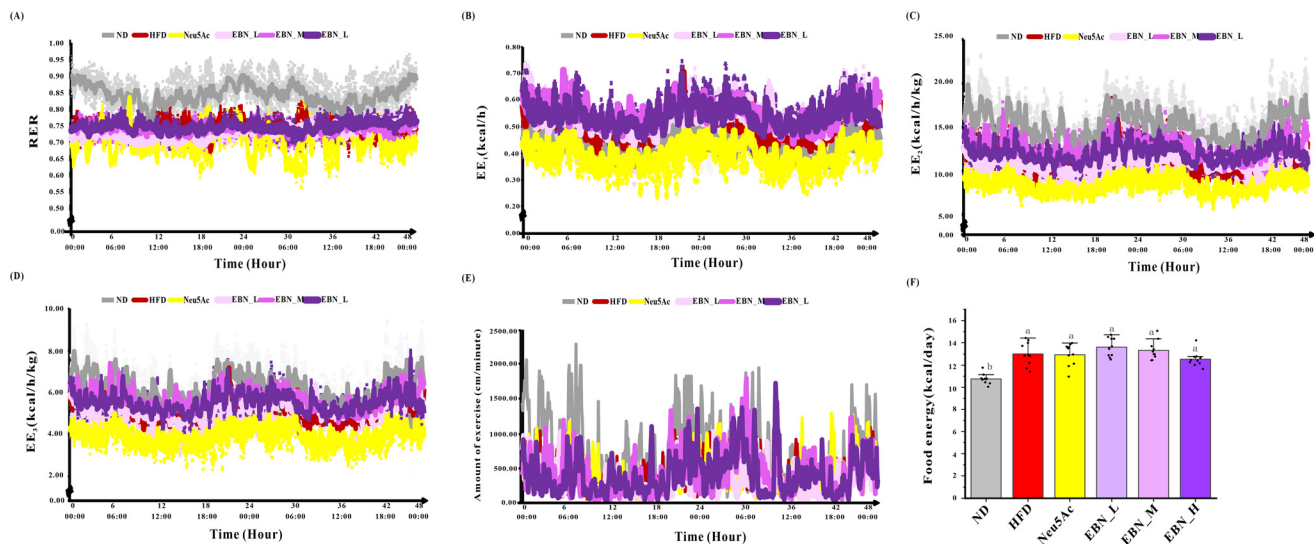 (A)
ND HFD Neu5Ac EBN_L EBN_M EBN_L
RER
1.00
0.95
0.90
0.85
0.80
0.75
0.70
0.65
0.60
0.55
0.50
0.00
0 6 12 18 24 30 36 42 48
00:00 06:00 12:00 18:00 00:00 06:00 12:00 18:00 00:00
Time (Hour)
(B)
ND HFD Neu5Ac EBN_L EBN_M EBN_L
EE1(kcal/h)
0.80
0.70
0.60
0.50
0.40
0.30
0.20
0.00
0 6 12 18 24 30 36 42 48
00:00 06:00 12:00 18:00 00:00 06:00 12:00 18:00 00:00
Time (Hour)
(C)
ND HFD Neu5Ac EBN_L EBN_M EBN_L
EE2(kcal/h/kg)
25.00
20.00
15.00
10.00
5.00
0.00
0 6 12 18 24 30 36 42 48
00:00 06:00 12:00 18:00 00:00 06:00 12:00 18:00 00:00
Time (Hour)
(D)
ND HFD Neu5Ac EBN_L EBN_M EBN_L
EE3(kcal/h/kg)
10.00
8.00
6.00
4.00
2.00
0.00
0 6 12 18 24 30 36 42 48
00:00 06:00 12:00 18:00 00:00 06:00 12:00 18:00 00:00
Time (Hour)
(E)
ND HFD Neu5Ac EBN_L EBN_M EBN_L
Amount of exercise (cm/minute)
2500.00
2000.00
1500.00
1000.00
500.00
0.00
0 6 12 18 24 30 36 42 48
00:00 06:00 12:00 18:00 00:00 06:00 12:00 18:00 00:00
Time (Hour)
(F)
Food energy(kcal/day)
16
14
12
10
8
6
4
2
0
b a a a a a
ND HFD Neu5Ac EBN_L EBN_M EBN_H